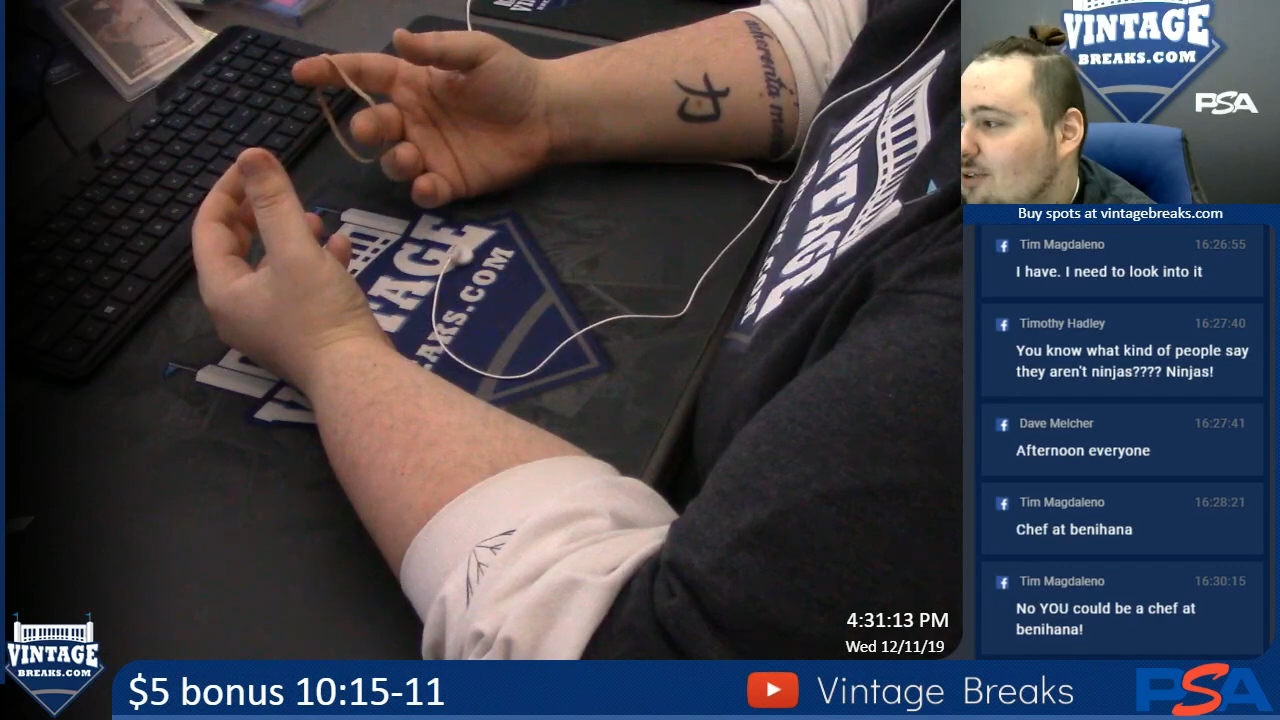 VINTAGE
BREAKS.COM
PSA
adherenta
力
VINTAGE
VINTAGE
BREAKS.COM
Buy spots at vintagebreaks.com
Tim Magdaleno 16:26:55
I have. I need to look into it
Timothy Hadley 16:27:40
You know what kind of people say
they aren't ninjas???? Ninjas!
Dave Melcher 16:27:41
Afternoon everyone
Tim Magdaleno 16:28:21
Chef at benihana
Tim Magdaleno 16:30:15
No YOU could be a chef at
benihana!
4:31:13 PM
Wed 12/11/19
VINTAGE
BREAKS.COM
$5 bonus 10:15-11
Vintage Breaks
PSA